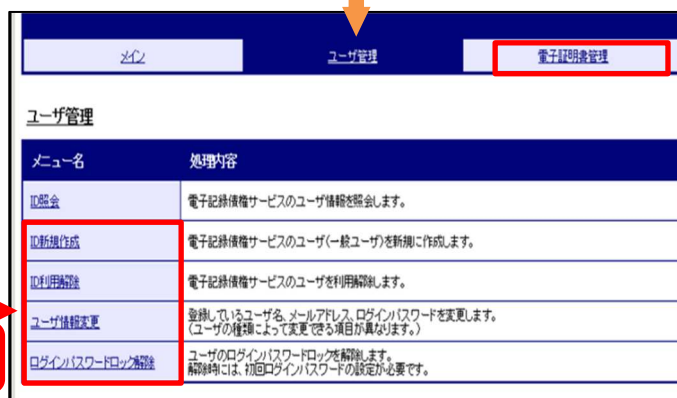 メイン
ユーザ管理
電子証明書管理
ユーザ管理
メニュー名
処理内容
ID照会
電子記録債権サービスのユーザ情報を照会します。
ID新規作成
電子記録債権サービスのユーザ(一般ユーザ)を新規に作成します。
ID利用解除
電子記録債権サービスのユーザを利用解除します。
ユーザ情報変更
登録しているユーザ名、メールアドレス、ログインパスワードを変更します。
(ユーザの種類によって変更できる項目が異なります。)
ログインパスワードロック解除
ユーザのログインパスワードロックを解除します。
解除時には、初回ログインパスワードの設定が必要です。